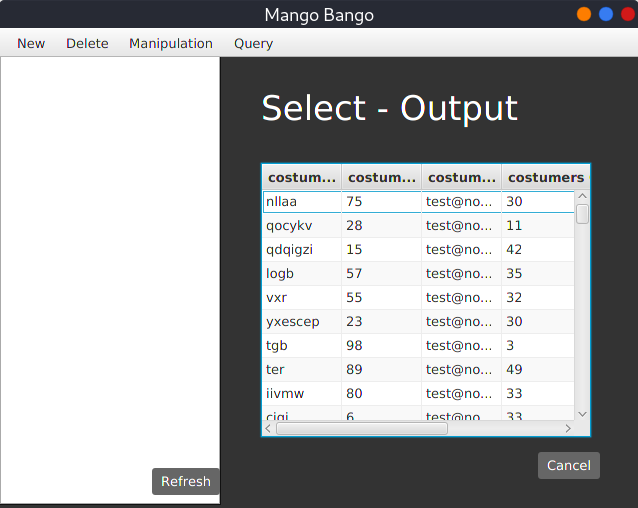 Mango Bango
New Delete Manipulation Query
Select - Output
costum... costum... costum... costumers
nllaa 75 test@no... 30
qocykv 28 test@no... 11
qdqigzi 15 test@no... 42
logb 57 test@no... 35
vxr 55 test@no... 32
yxescep 23 test@no... 30
tgb 98 test@no... 3
ter 89 test@no... 49
iivmw 80 test@no... 33
6 test@no 33
Cancel
Refresh